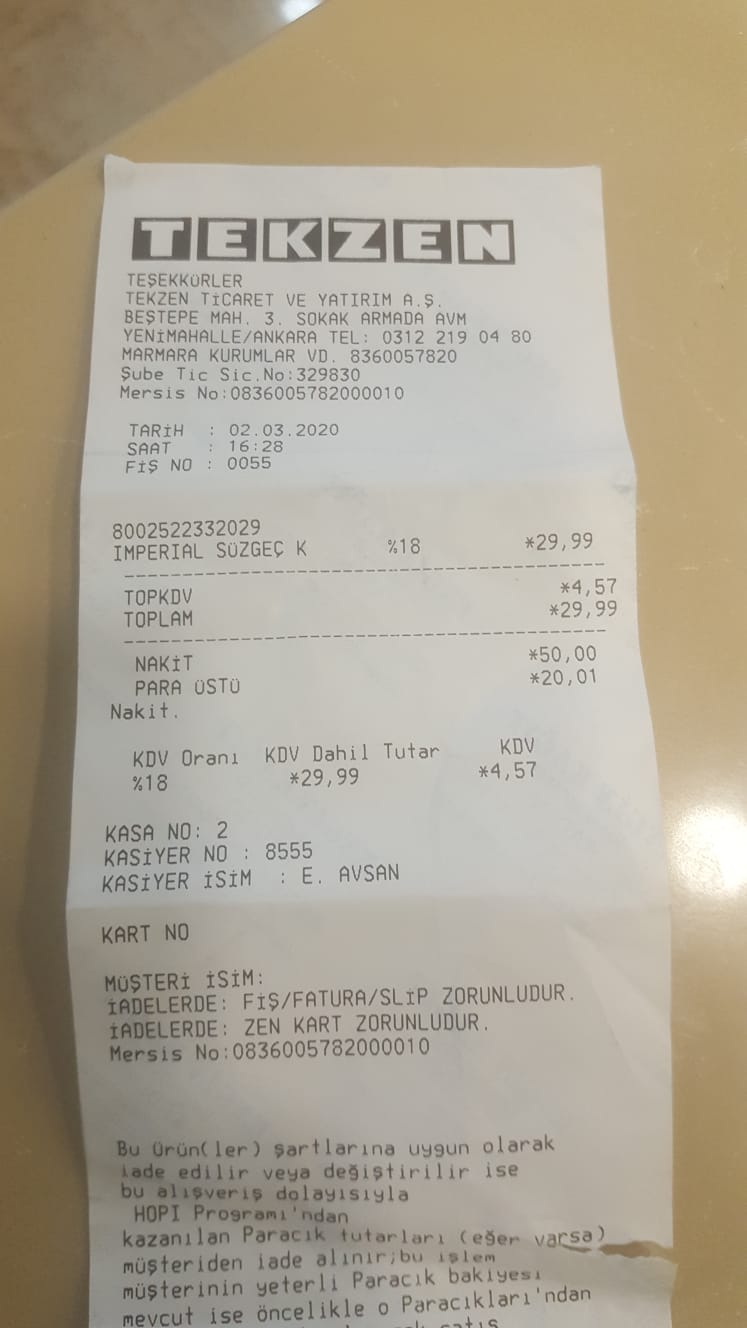 TEKZEN
TEŞEKKÜRLER
TEKZEN TİCARET VE YATIRIM A.Ş.
BEŞTEPE MAH. 3. SOKAK ARMADA AVM
YENİMAHALLE/ANKARA TEL: 0312 219 04 80
MARMARA KURUMLAR VD. 8360057820
Şube Tic Sic.No:329830
Mersis No:0836005782000010
TARİH : 02.03.2020
SAAT : 16:28
FİŞ NO : 0055
8002522332029
IMPERIAL SÜZGEÇ K %18 *29,99
TOPKDV *4,57
TOPLAM *29,99
NAKİT *50,00
PARA ÜSTÜ *20,01
Nakit.
KDV Oranı KDV Dahil Tutar KDV
%18 *29,99 *4,57
KASA NO: 2
KASİYER NO : 8555
KASİYER İSİM : E. AVSAN
KART NO
MÜŞTERİ İSİM:
İADELERDE: FİŞ/FATURA/SLİP ZORUNLUDUR.
İADELERDE: ZEN KART ZORUNLUDUR.
Mersis No:0836005782000010
Bu Ürün(ler) şartlarına uygun olarak
iade edilir veya değiştirilir ise
bu alışveriş dolayısıyla
HOPI Programı'ndan
kazanılan Paracık tutarları (eğer varsa)
müşteriden iade alınır;bu işlem
müşterinin yeterli Paracık bakiyesi
mevcut ise öncelikle o Paracıkları'ndan
satış